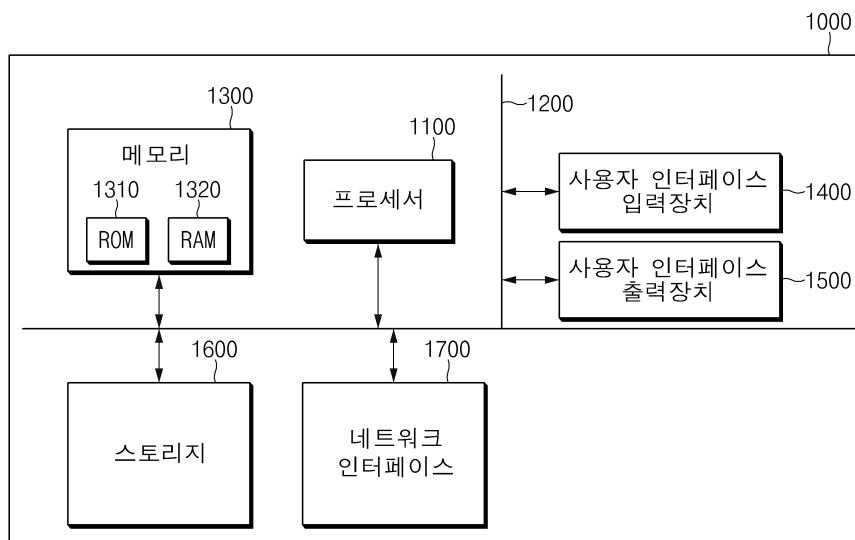 1000
1300
메모리
1310
1320
ROM
RAM
1100
프로세서
1200
사용자 인터페이스
입력장치
1400
사용자 인터페이스
출력장치
1500
1600
스토리지
1700
네트워크
인터페이스